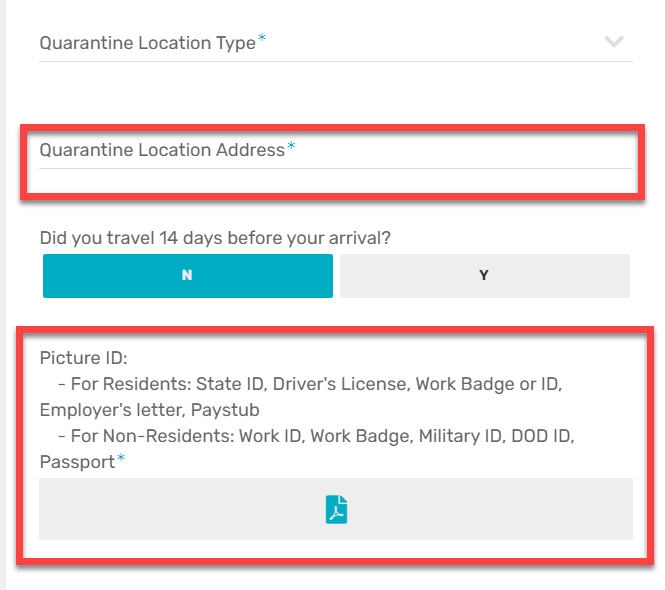 Quarantine Location Type*
Quarantine Location Address*
Did you travel 14 days before your arrival?
N
Y
Picture ID:
- For Residents: State ID, Driver's License, Work Badge or ID,
Employer's letter, Paystub
- For Non-Residents: Work ID, Work Badge, Military ID, DOD ID,
Passport*